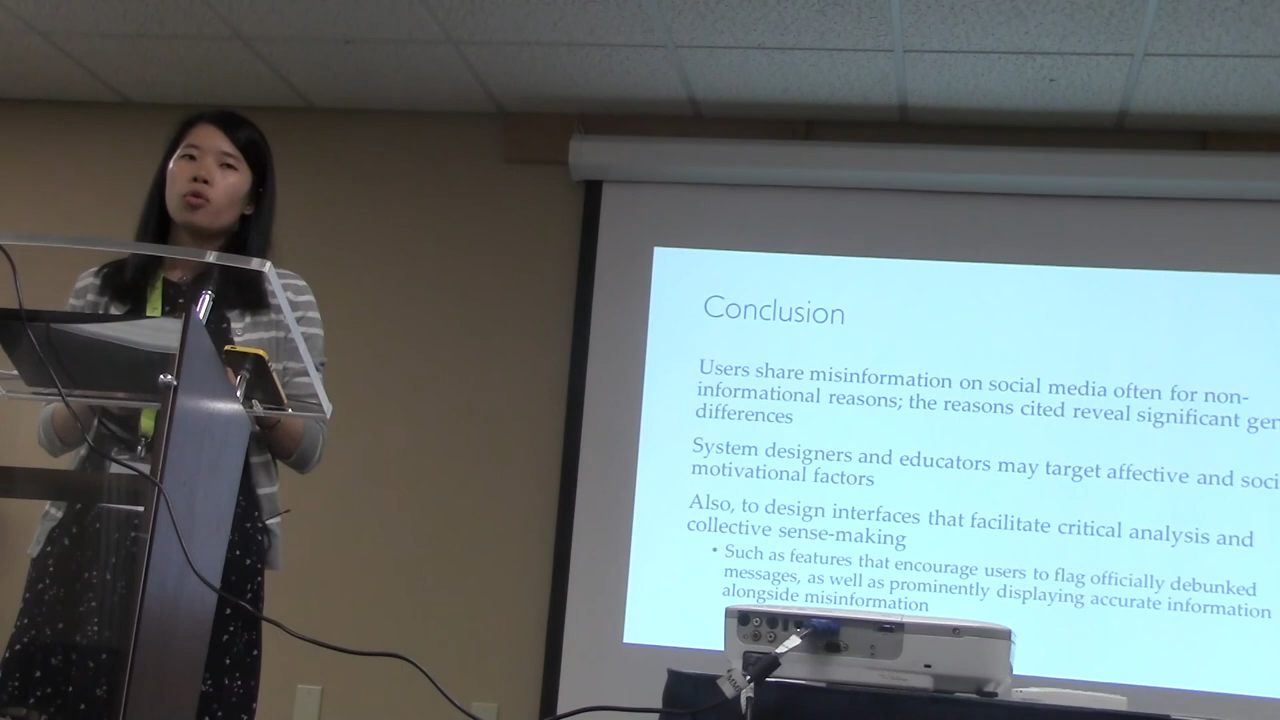 Conclusion
Users share misinformation on social media often for non-
informational reasons; the reasons cited reveal significant gen
differences
System designers and educators may target affective and soci
motivational factors
Also, to design interfaces that facilitate critical analysis and
collective sense-making
• Such as features that encourage users to flag officially debunked
messages, as well as prominently displaying accurate information
alongside misinformation